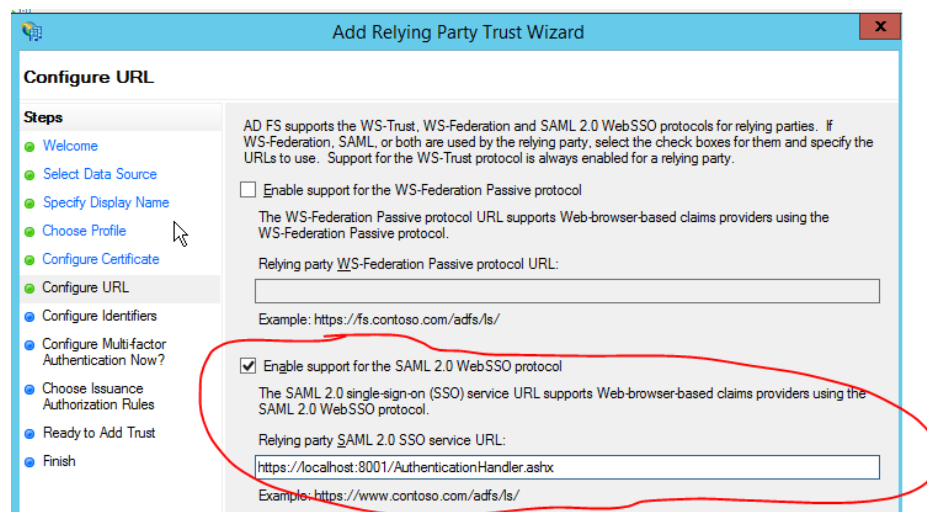 Add Relying Party Trust Wizard
x
Configure URL
Steps
Welcome
Select Data Source
Specify Display Name
Choose Profile
Configure Certificate
Configure URL
Configure Identifiers
Configure Multi-factor
Authentication Now?
Choose Issuance
Authorization Rules
Ready to Add Trust
Finish
AD FS supports the WS-Trust, WS-Federation and SAML 2.0 WebSSO protocols for relying parties. If
WS-Federation, SAML, or both are used by the relying party, select the check boxes for them and specify the
URLs to use. Support for the WS-Trust protocol is always enabled for a relying party.
Enable support for the WS-Federation Passive protocol
The WS-Federation Passive protocol URL supports Web-browser-based claims providers using the
WS-Federation Passive protocol.
Relying party WS-Federation Passive protocol URL:
Example: https://fs.contoso.com/adfs/ls/
Enable support for the SAML 2.0 WebSSO protocol
The SAML 2.0 single-sign-on (SSO) service URL supports Web-browser-based claims providers using the
SAML 2.0 WebSSO protocol.
Relying party SAML 2.0 SSO service URL:
https://localhost:8001/AuthenticationHandler.ashx
Example: https://www.contoso.com/adfs/ls/